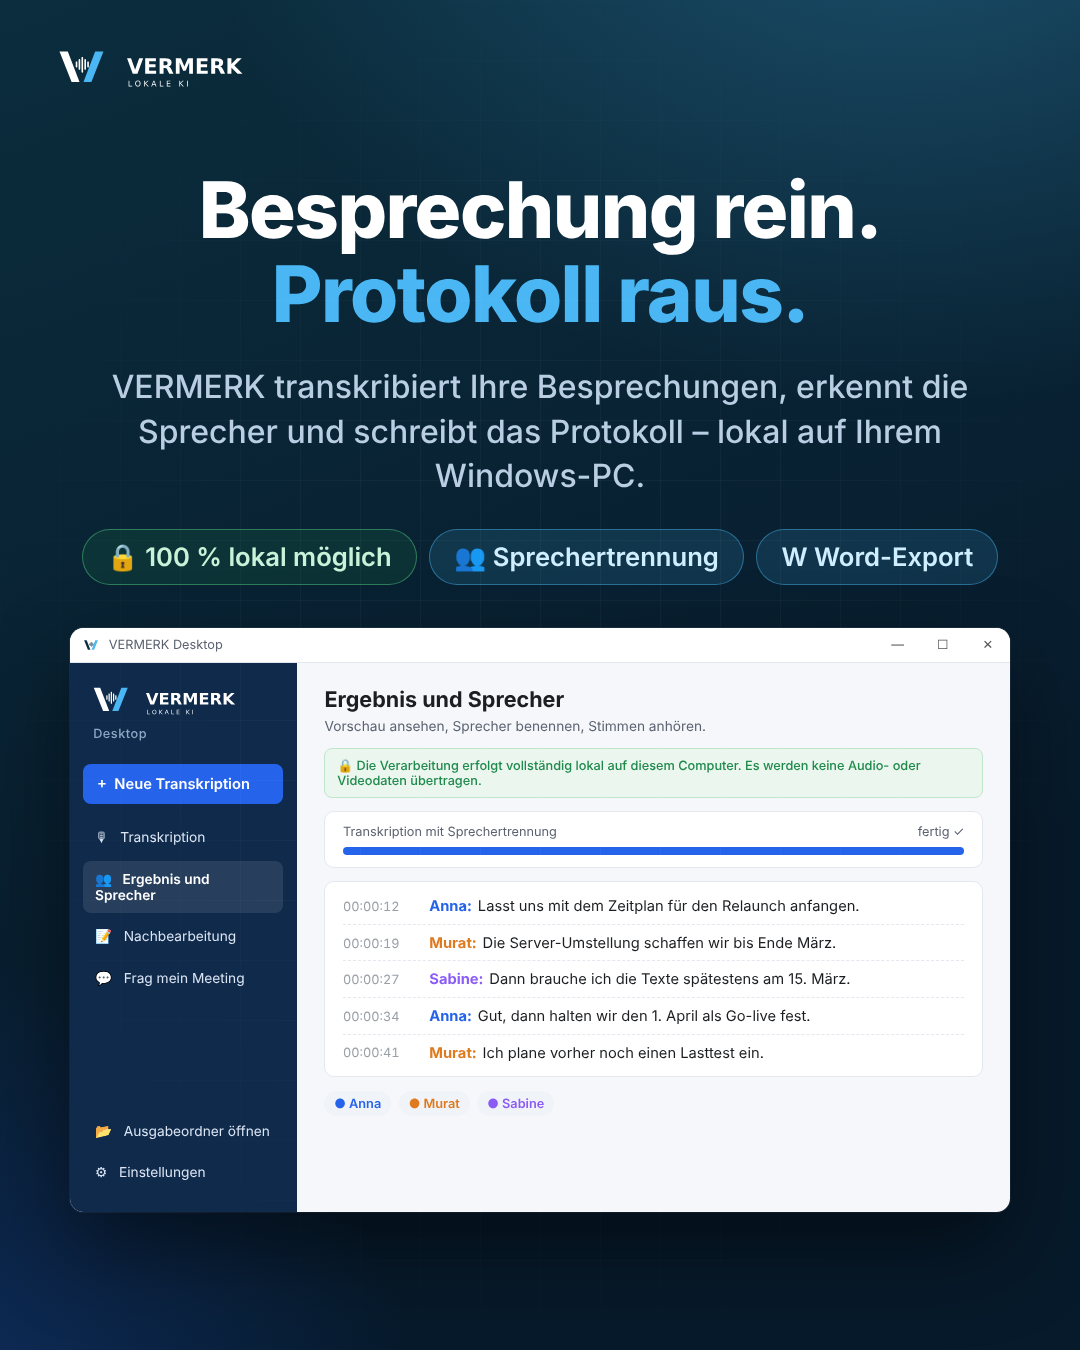 VERMERK
LOKALE KI
Besprechung rein.
Protokoll raus.
VERMERK transkribiert Ihre Besprechungen, erkennt die
Sprecher und schreibt das Protokoll – lokal auf Ihrem
Windows-PC.
🔒 100 % lokal möglich
👥 Sprechertrennung
W Word-Export
VERMERK Desktop
VERMERK
LOKALE KI
Desktop
+ Neue Transkription
🎙 Transkription
👥 Ergebnis und
Sprecher
📝 Nachbearbeitung
💬 Frag mein Meeting
📂 Ausgabeordner öffnen
⚙ Einstellungen
Ergebnis und Sprecher
Vorschau ansehen, Sprecher benennen, Stimmen anhören.
🔒 Die Verarbeitung erfolgt vollständig lokal auf diesem Computer. Es werden keine Audio- oder
Videodaten übertragen.
Transkription mit Sprechertrennung fertig ✓
00:00:12 Anna: Lasst uns mit dem Zeitplan für den Relaunch anfangen.
00:00:19 Murat: Die Server-Umstellung schaffen wir bis Ende März.
00:00:27 Sabine: Dann brauche ich die Texte spätestens am 15. März.
00:00:34 Anna: Gut, dann halten wir den 1. April als Go-live fest.
00:00:41 Murat: Ich plane vorher noch einen Lasttest ein.
● Anna ● Murat ● Sabine